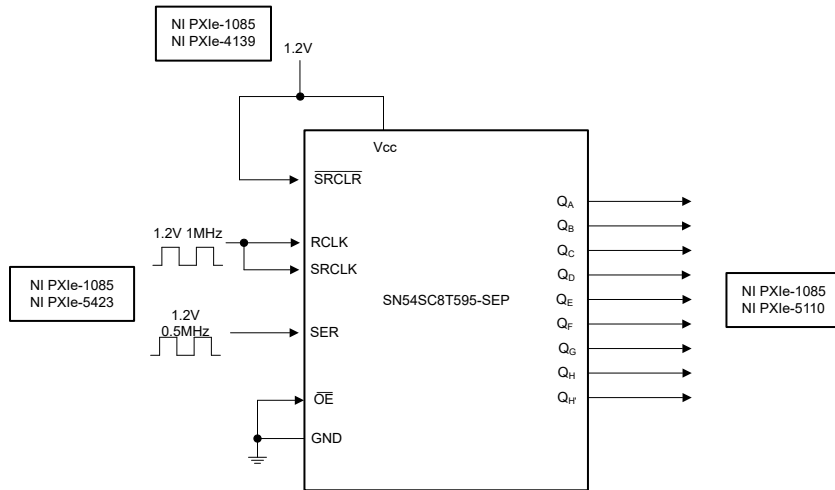 NI PXIe-1085
NI PXIe-4139
1.2V
Vcc
SRCLR
1.2V 1MHz
RCLK
SRCLK
NI PXIe-1085
NI PXIe-5423
1.2V
0.5MHz
SER
OE
GND
SN54SC8T595-SEP
QA
QB
QC
QD
QE
QF
QG
QH
QH'
NI PXIe-1085
NI PXIe-5110